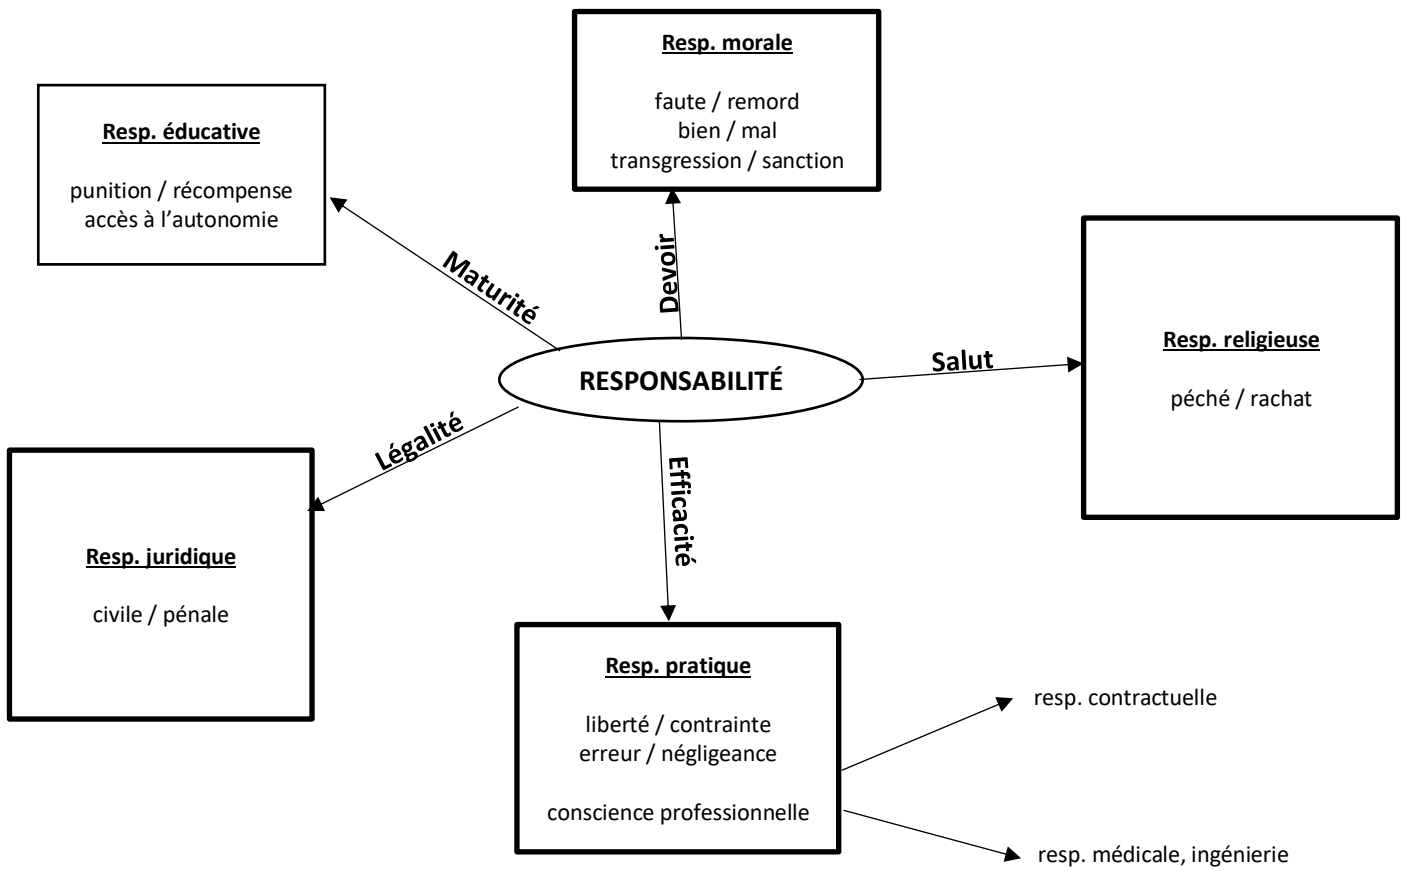 Resp. morale
faute / remord
bien / mal
transgression / sanction
Resp. éducative
punition / récompense
accès à l’autonomie
Maturité
Devoir
Salut
Resp. religieuse
péché / rachat
RESPONSABILITÉ
Légalité
Efficacité
Resp. juridique
civile / pénale
Resp. pratique
liberté / contrainte
erreur / négligeance
conscience professionnelle
resp. contractuelle
resp. médicale, ingénierie